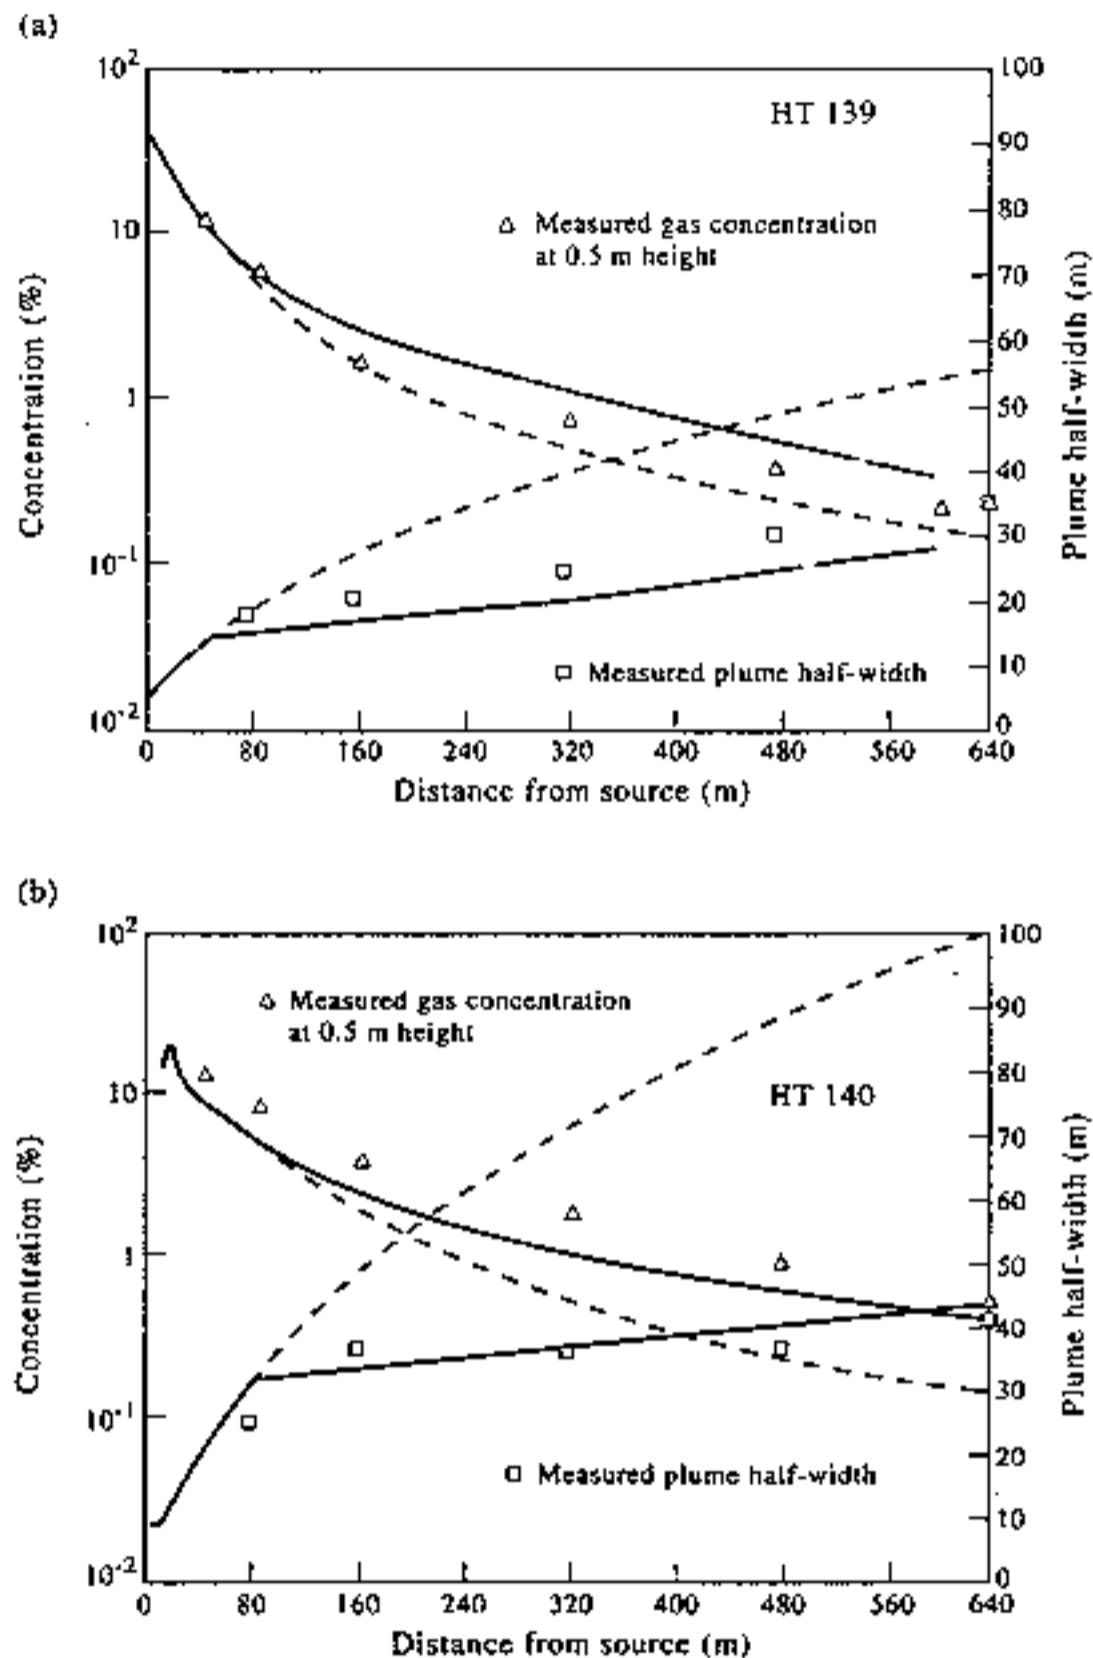 (a)
10²
10
1
10⁻¹
10⁻²
Concentration (%)
100
90
80
70
60
50
40
30
20
10
0
Plume half-width (m)
HT 139
△ Measured gas concentration
at 0.5 m height
□ Measured plume half-width
0 80 160 240 320 400 480 560 640
Distance from source (m)
(b)
10²
10
1
10⁻¹
10⁻²
Concentration (%)
100
90
80
70
60
50
40
30
20
10
0
Plume half-width (m)
△ Measured gas concentration
at 0.5 m height
HT 140
□ Measured plume half-width
0 80 160 240 320 400 480 560 640
Distance from source (m)